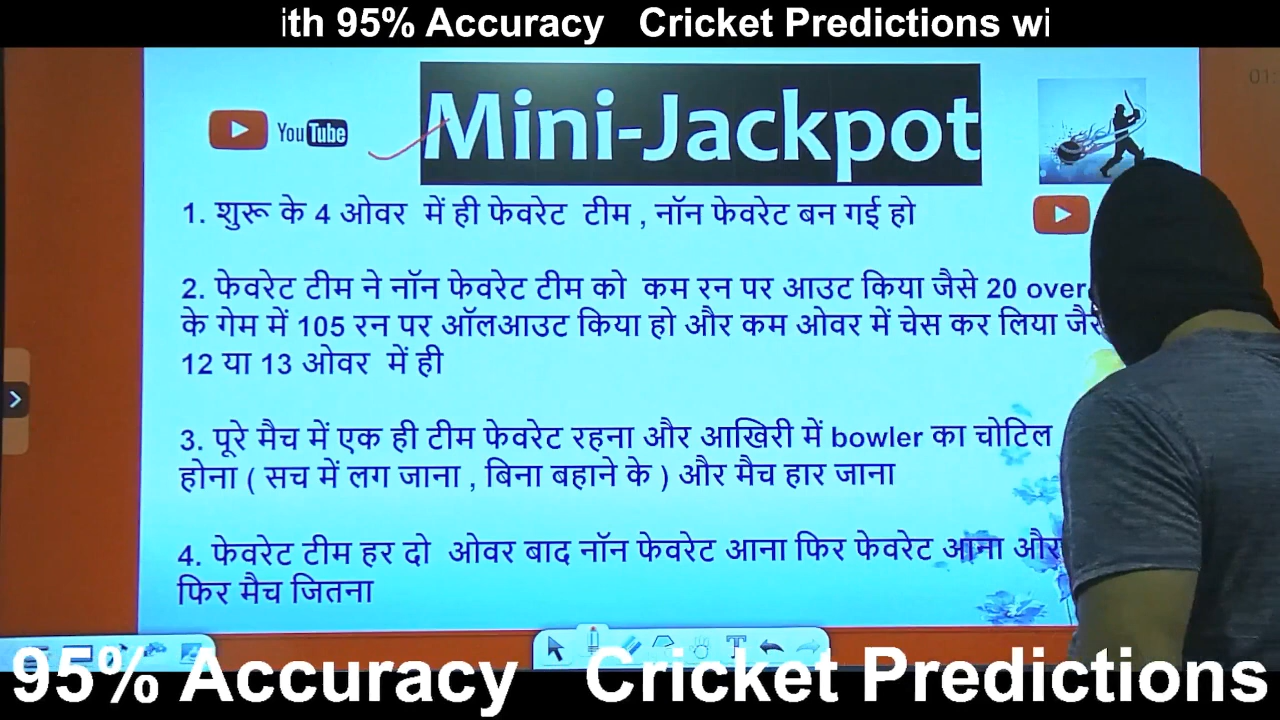 95% Accuracy Cricket Predictions
YouTube
Mini-Jackpot
1. शुरू के 4 ओवर में ही फेवरेट टीम , नॉन फेवरेट बन गई हो
2. फेवरेट टीम ने नॉन फेवरेट टीम को कम रन पर आउट किया जैसे 20 over
के गेम में 105 रन पर ऑलआउट किया हो और कम ओवर में चेस कर लिया
12 या 13 ओवर में ही
3. पूरे मैच में एक ही टीम फेवरेट रहना और आखिरी में bowler का चोटिल
होना ( सच में लग जाना , बिना बहाने के ) और मैच हार जाना
4. फेवरेट टीम हर दो ओवर बाद नॉन फेवरेट आना फिर फेवरेट आना और
फिर मैच जितना
95% Accuracy Cricket Predictions